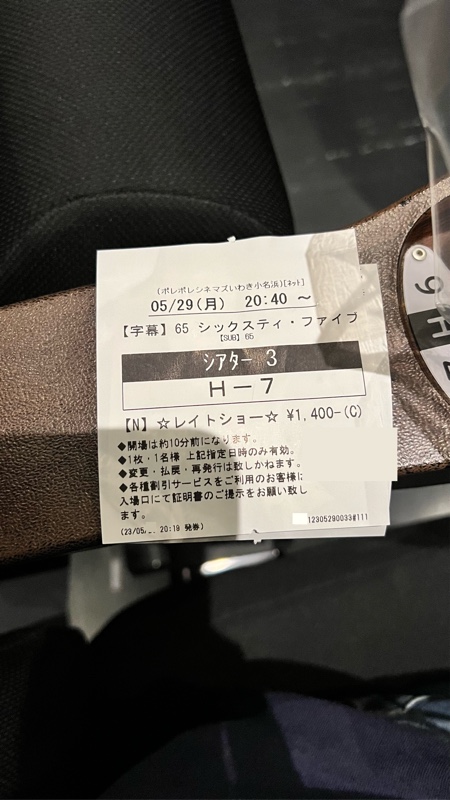 (ポレポレシネマズいわき小名浜)[ネット]
05/29(月) 20:40 ～
【字幕】65 シックスティ・ファイブ
【SUB】65
シアター 3
H－7
【N】 ☆レイトショー☆ ¥1,400-(C)
◆開場は約10分前になります。
◆1枚・1名様 上記指定日時のみ有効。
◆変更・払戻・再発行は致しかねます。
◆各種割引サービスをご利用のお客様に
入場口にて証明書のご提示をお願い致し
ます。
12305290033#111
(23/05/ 20:19 発券)
9
H